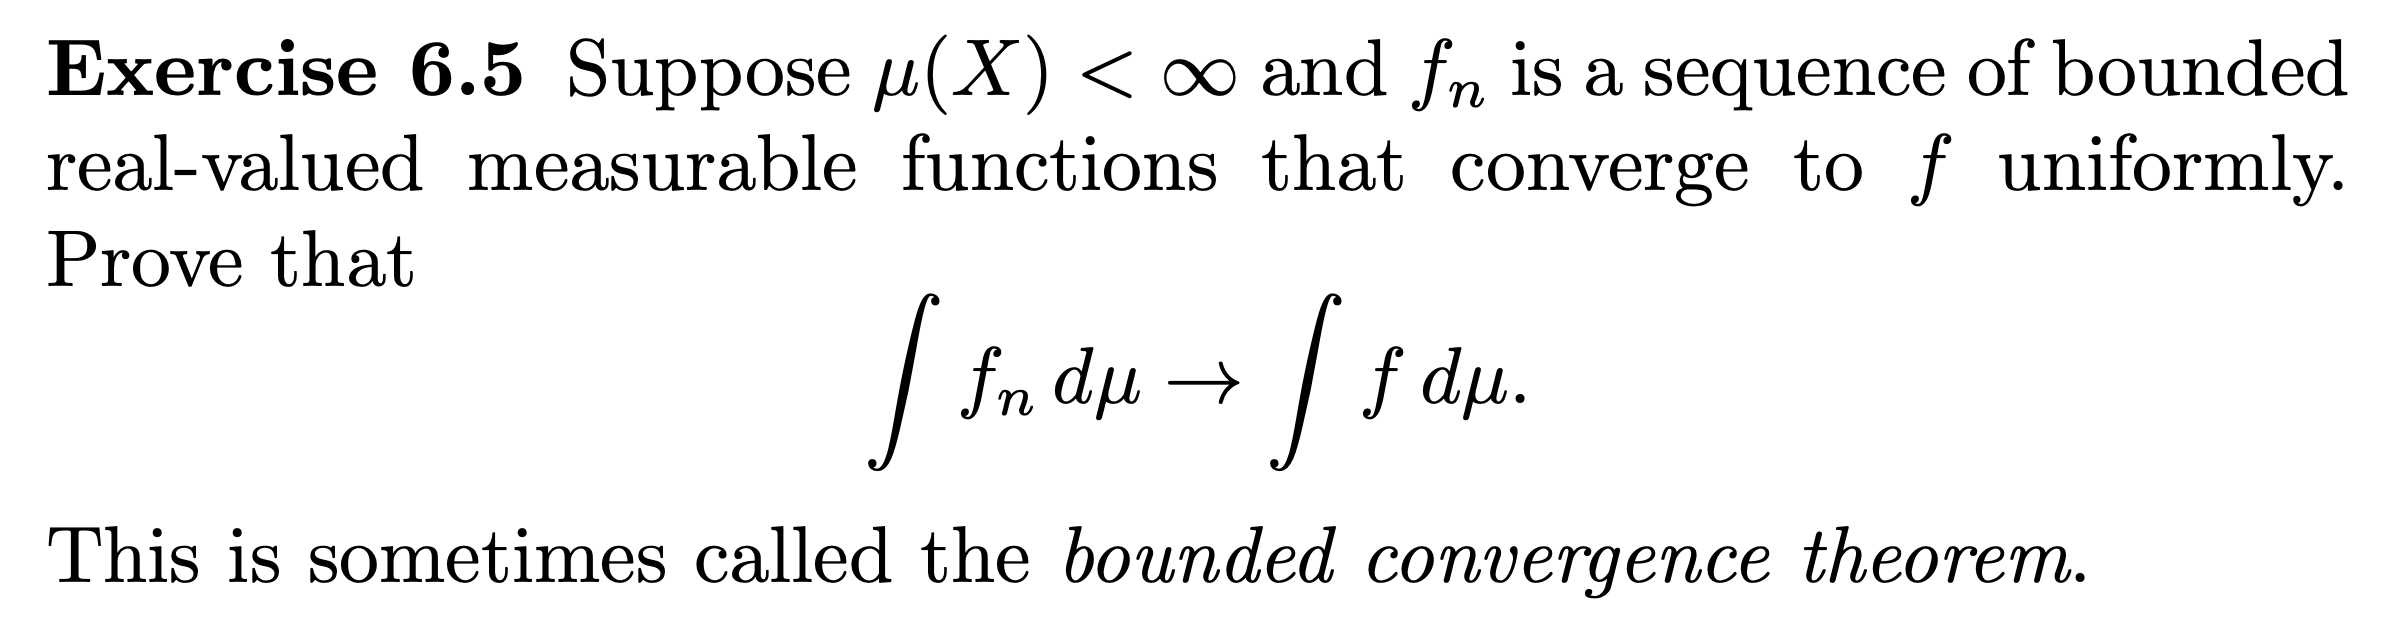 Exercise 6.5 Suppose μ(X) < ∞ and fₙ is a sequence of bounded
real-valued measurable functions that converge to f uniformly.
Prove that
∫ fₙ dμ → ∫ f dμ.
This is sometimes called the bounded convergence theorem.